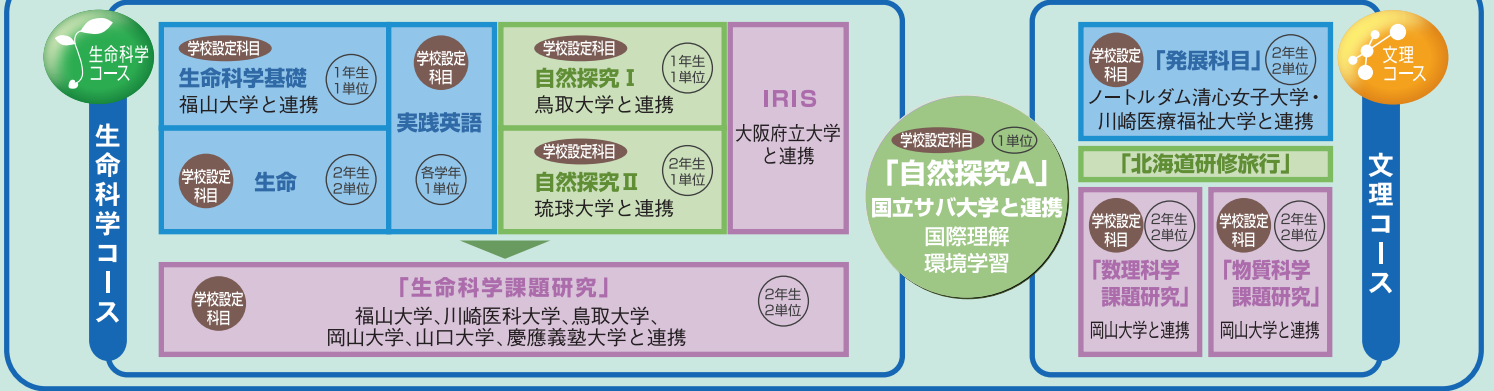 生命科学
コース
生命科学コース
学校設定科目
生命科学基礎
福山大学と連携
1年生
1単位
学校設定
科目
生命
2年生
2単位
学校設定
科目
実践英語
各学年
1単位
学校設定科目
自然探究Ⅰ
鳥取大学と連携
1年生
1単位
学校設定科目
自然探究Ⅱ
琉球大学と連携
2年生
1単位
IRIS
大阪府立大学
と連携
学校設定
科目
「生命科学課題研究」
福山大学、川崎医科大学、鳥取大学、
岡山大学、山口大学、慶應義塾大学と連携
2年生
2単位
学校設定科目
1単位
「自然探究A」
国立サバ大学と連携
国際理解
環境学習
文理
コース
文理コース
学校設定
科目
「発展科目」
2年生
2単位
ノートルダム清心女子大学・
川崎医療福祉大学と連携
「北海道研修旅行」
学校設定
科目
2年生
2単位
「数理科学
課題研究」
岡山大学と連携
学校設定
科目
2年生
2単位
「物質科学
課題研究」
岡山大学と連携